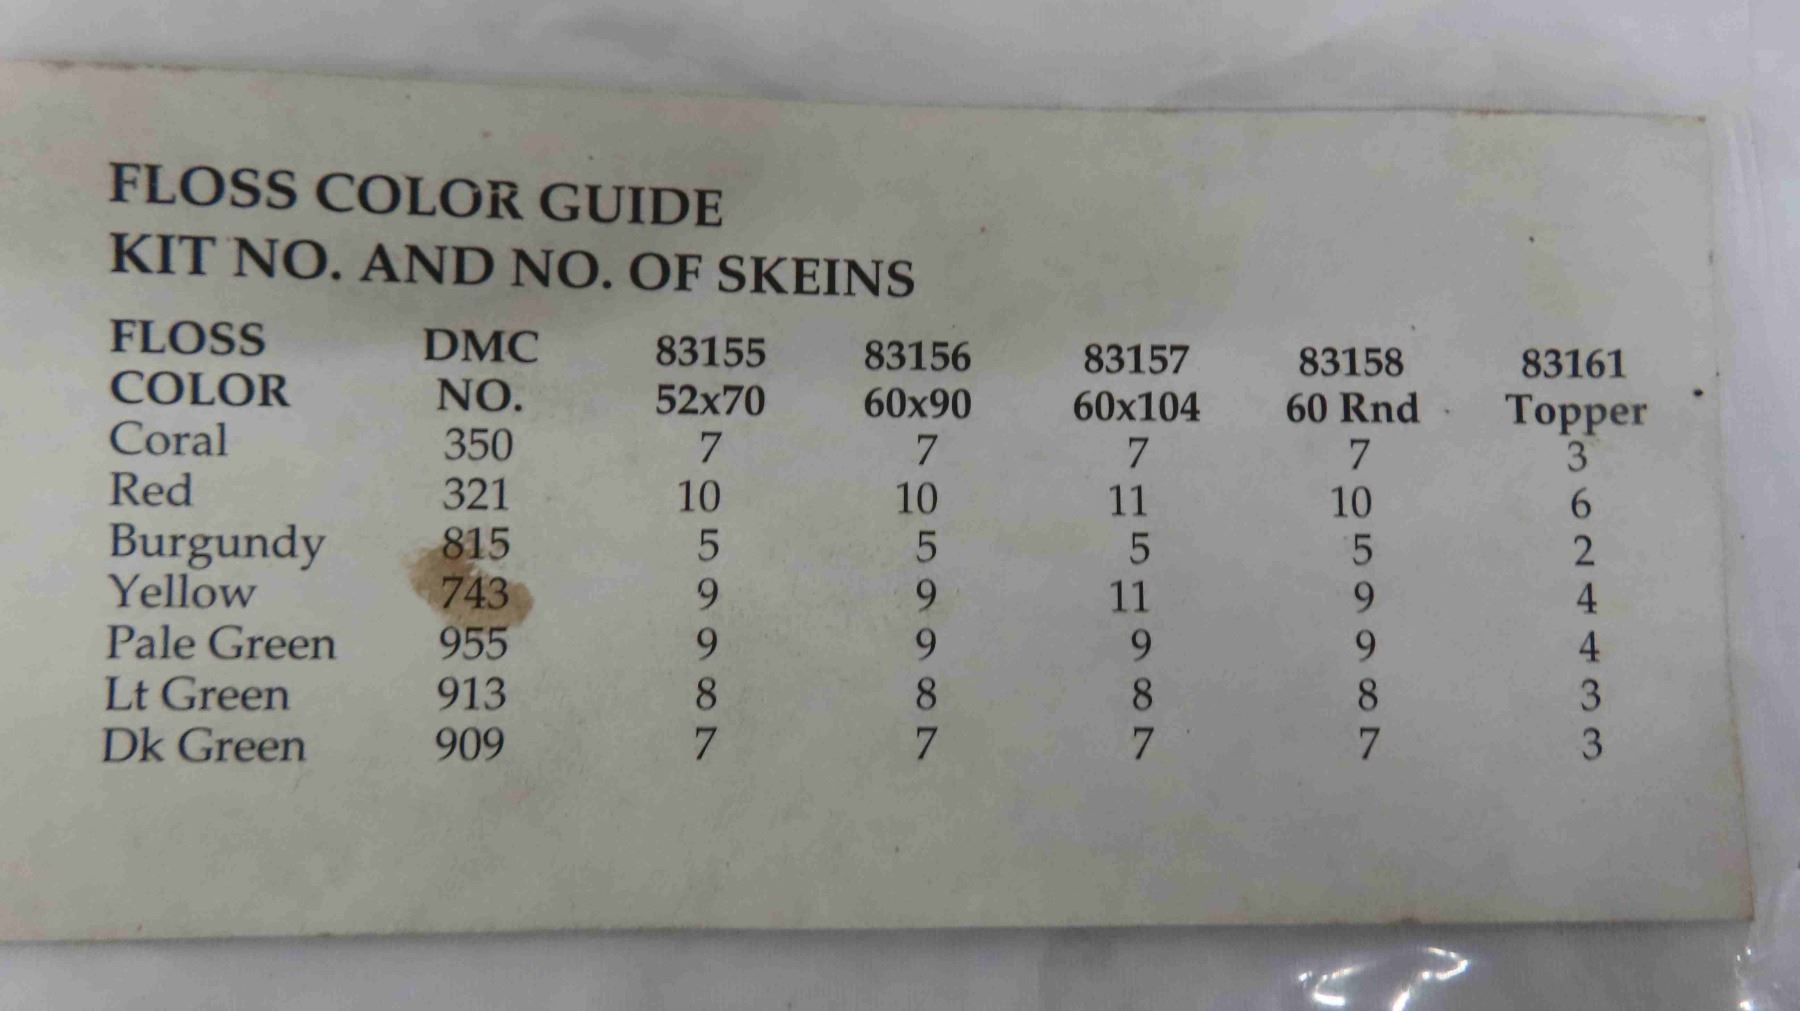 FLOSS COLOR GUIDE
KIT NO. AND NO. OF SKEINS
FLOSS DMC 83155 83156 83157 83158 83161
COLOR NO. 52x70 60x90 60x104 60 Rnd Topper
Coral 350 7 7 7 7 3
Red 321 10 10 11 10 6
Burgundy 815 5 5 5 5 2
Yellow 743 9 9 11 9 4
Pale Green 955 9 9 9 9 4
Lt Green 913 8 8 8 8 3
Dk Green 909 7 7 7 7 3